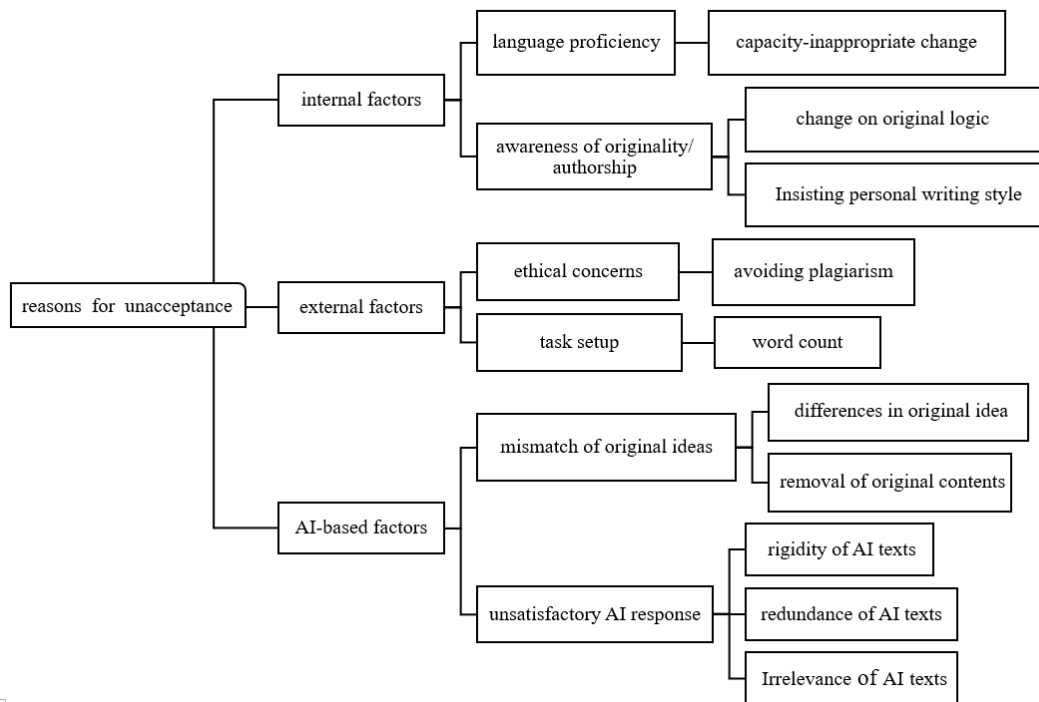 language proficiency
capacity-inappropriate change
internal factors
change on original logic
awareness of originality/
authorship
Insisting personal writing style
ethical concerns
avoiding plagiarism
reasons for unacceptance
external factors
task setup
word count
differences in original idea
mismatch of original ideas
removal of original contents
AI-based factors
rigidity of AI texts
unsatisfactory AI response
redundance of AI texts
Irrelevance of AI texts